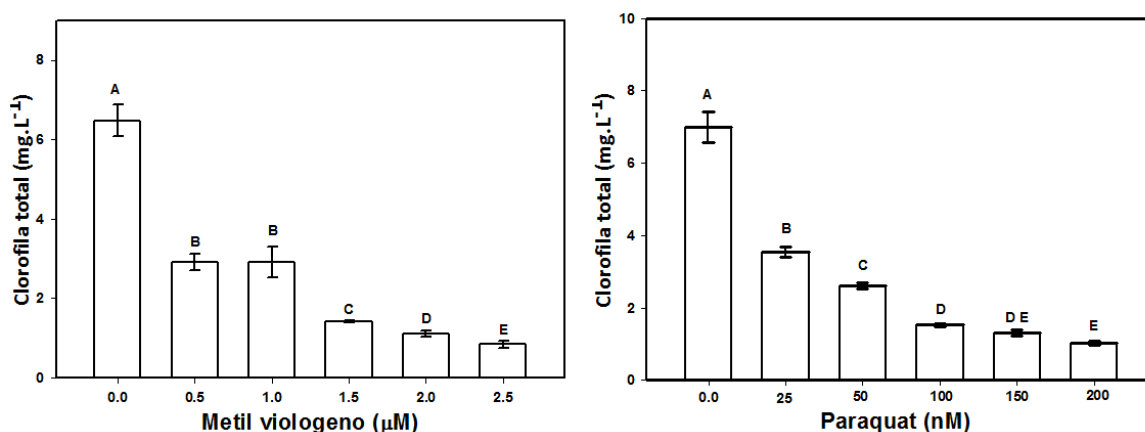 Clorofila total (mg.L⁻¹)
8
6
4
2
0
A
B
B
C
D
E
0.0 0.5 1.0 1.5 2.0 2.5
Metil viologeno (μM)
Clorofila total (mg.L⁻¹)
10
8
6
4
2
0
A
B
C
D
D E
E
0.0 25 50 100 150 200
Paraquat (nM)